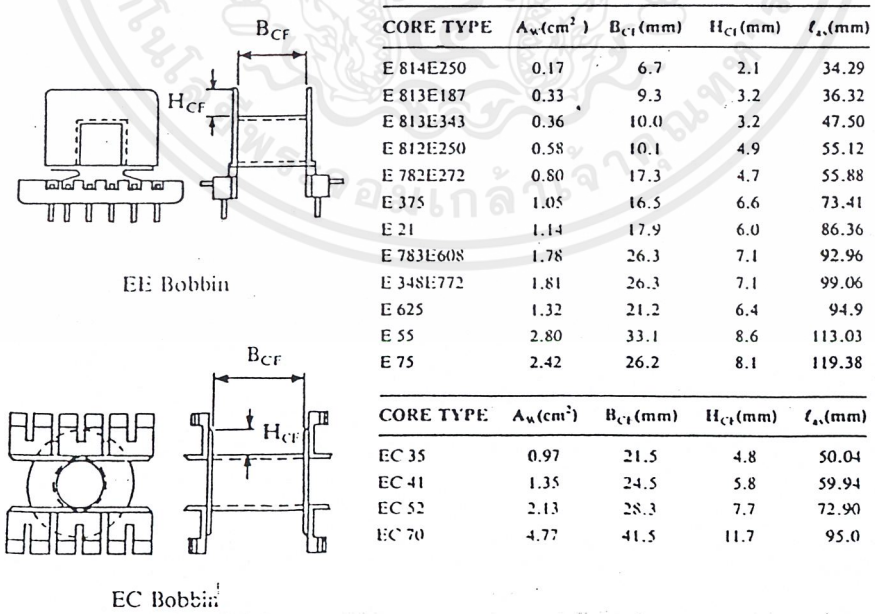 B_CF
H_CF
EE Bobbin
CORE TYPE A_w(cm²) B_CF(mm) H_CF(mm) ℓ_av(mm)
E 814E250 0.17 6.7 2.1 34.29
E 813E187 0.33 9.3 3.2 36.32
E 813E343 0.36 10.0 3.2 47.50
E 812E250 0.58 10.1 4.9 55.12
E 782E272 0.80 17.3 4.7 55.88
E 375 1.05 16.5 6.6 73.41
E 21 1.14 17.9 6.0 86.36
E 783E608 1.78 26.3 7.1 92.96
E 348E772 1.81 26.3 7.1 99.06
E 625 1.32 21.2 6.4 94.9
E 55 2.80 33.1 8.6 113.03
E 75 2.42 26.2 8.1 119.38
B_CF
H_CF
EC Bobbin
CORE TYPE A_w(cm²) B_CF(mm) H_CF(mm) ℓ_av(mm)
EC 35 0.97 21.5 4.8 50.04
EC 41 1.35 24.5 5.8 59.94
EC 52 2.13 28.3 7.7 72.90
EC 70 4.77 41.5 11.7 95.0